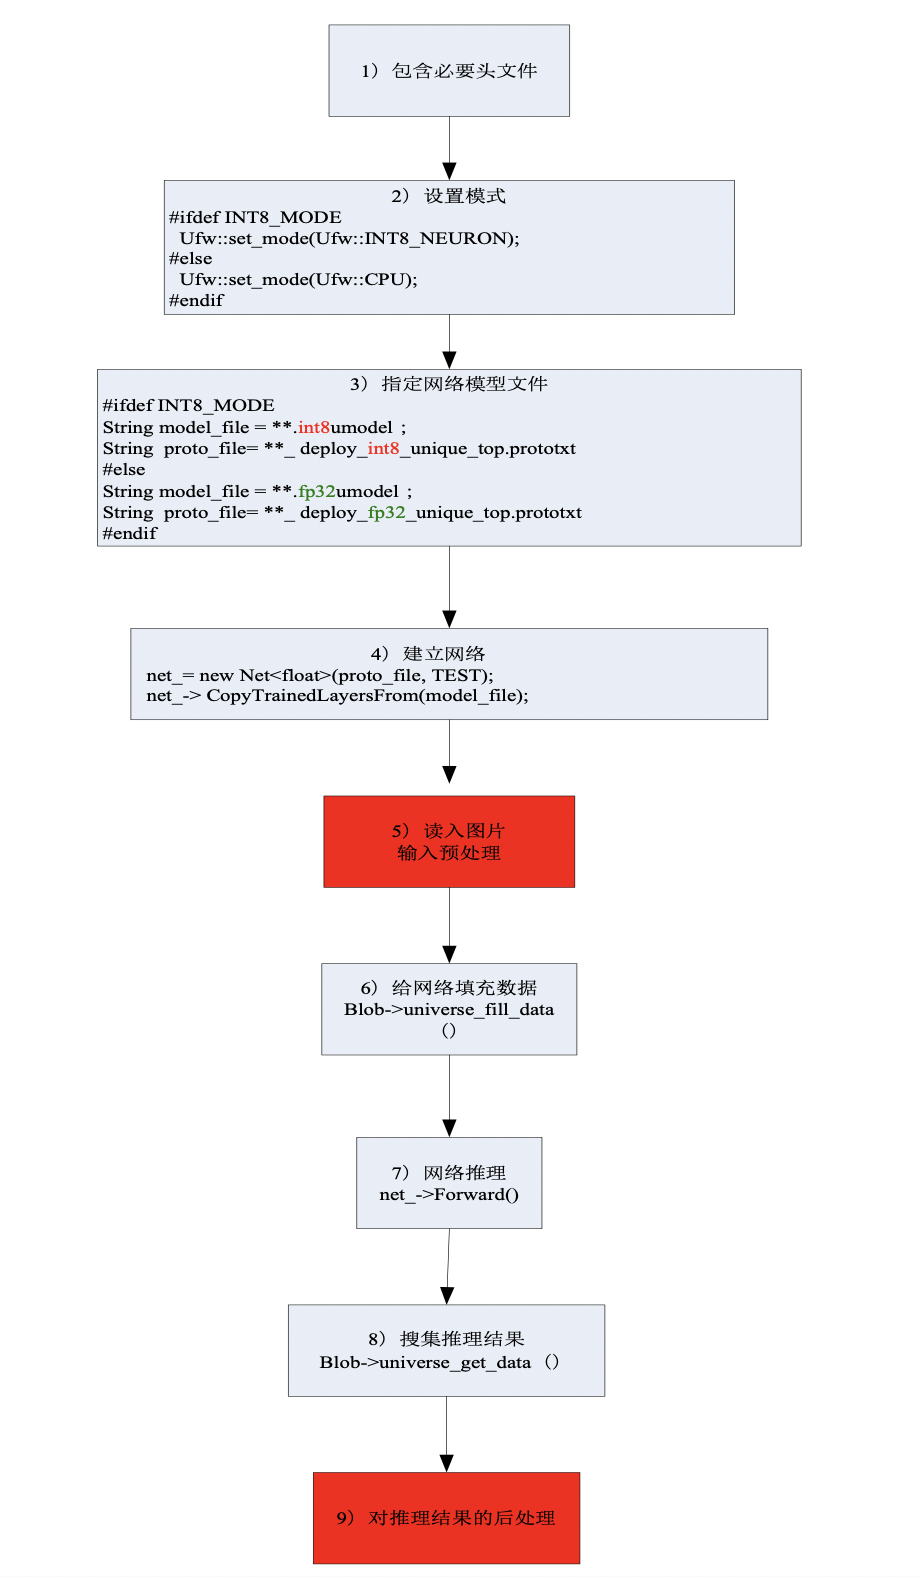 1）包含必要头文件
2）设置模式
#ifdef INT8_MODE
Ufw::set_mode(Ufw::INT8_NEURON);
#else
Ufw::set_mode(Ufw::CPU);
#endif
3）指定网络模型文件
#ifdef INT8_MODE
String model_file = **.int8umodel ;
String proto_file= **_ deploy_int8_unique_top.prototxt
#else
String model_file = **.fp32umodel ;
String proto_file= **_ deploy_fp32_unique_top.prototxt
#endif
4）建立网络
net_= new Net<float>(proto_file, TEST);
net_-> CopyTrainedLayersFrom(model_file);
5）读入图片
输入预处理
6）给网络填充数据
Blob->universe_fill_data
（）
7）网络推理
net_->Forward()
8）搜集推理结果
Blob->universe_get_data（）
9）对推理结果的后处理